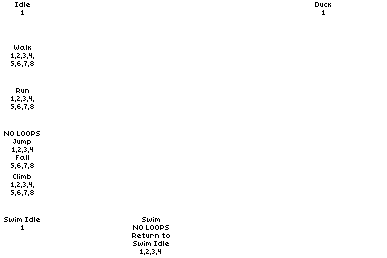 Idle
1
Duck
1
Walk
1,2,3,4,
5,6,7,8
Run
1,2,3,4,
5,6,7,8
NO LOOPS
Jump
1,2,3,4
Fall
5,6,7,8
Climb
1,2,3,4,
5,6,7,8
Swim Idle
1
Swim
NO LOOPS
Return to
Swim Idle
1,2,3,4